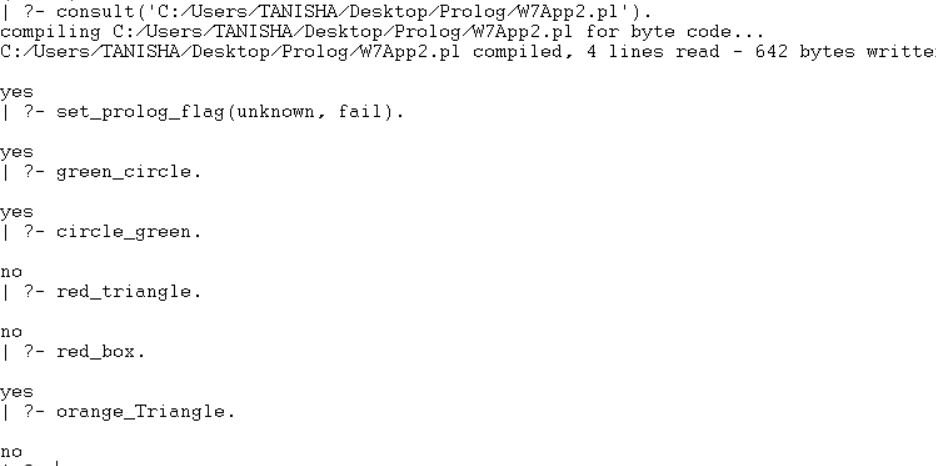 | ?- consult('C:/Users/TANISHA/Desktop/Prolog/W7App2.pl').
compiling C:/Users/TANISHA/Desktop/Prolog/W7App2.pl for byte code...
C:/Users/TANISHA/Desktop/Prolog/W7App2.pl compiled, 4 lines read - 642 bytes writte
yes
| ?- set_prolog_flag(unknown, fail).
yes
| ?- green_circle.
yes
| ?- circle_green.
no
| ?- red_triangle.
no
| ?- red_box.
yes
| ?- orange_Triangle.
no